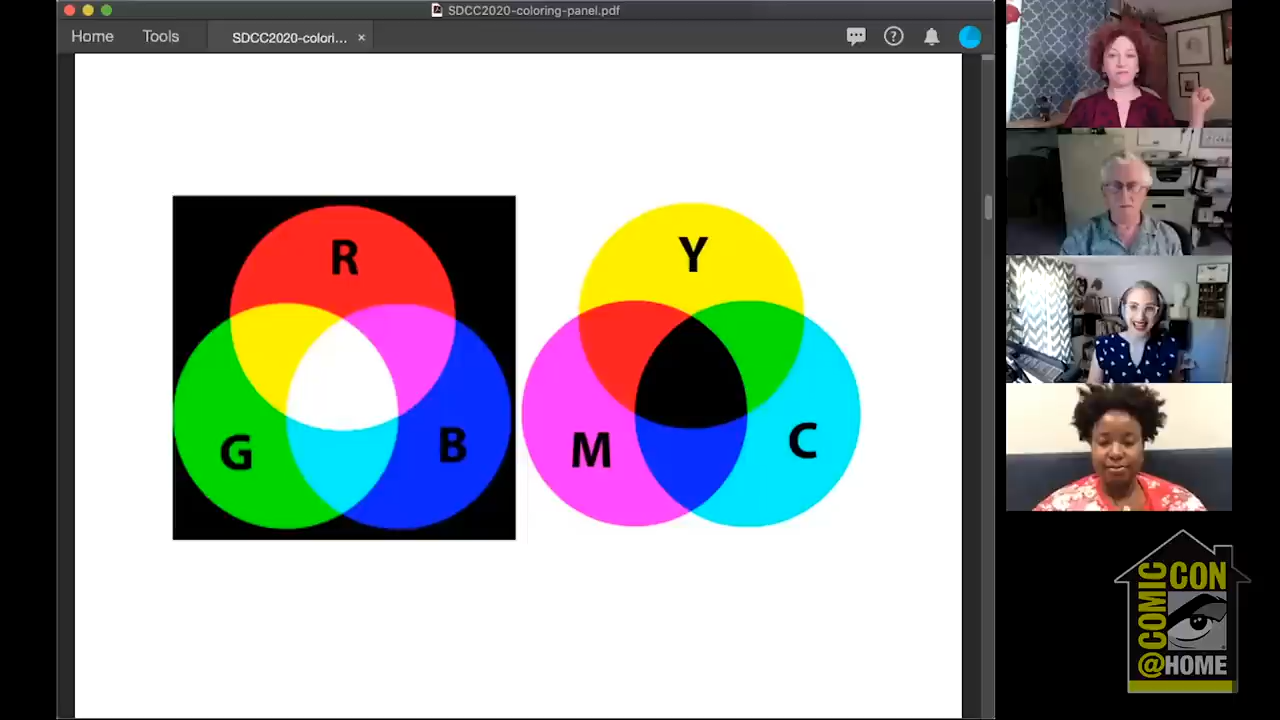 SDCC2020-coloring-panel.pdf
Home Tools SDCC2020-colori... ×
R
G
B
Y
M
C
COMIC
CON
@HOME